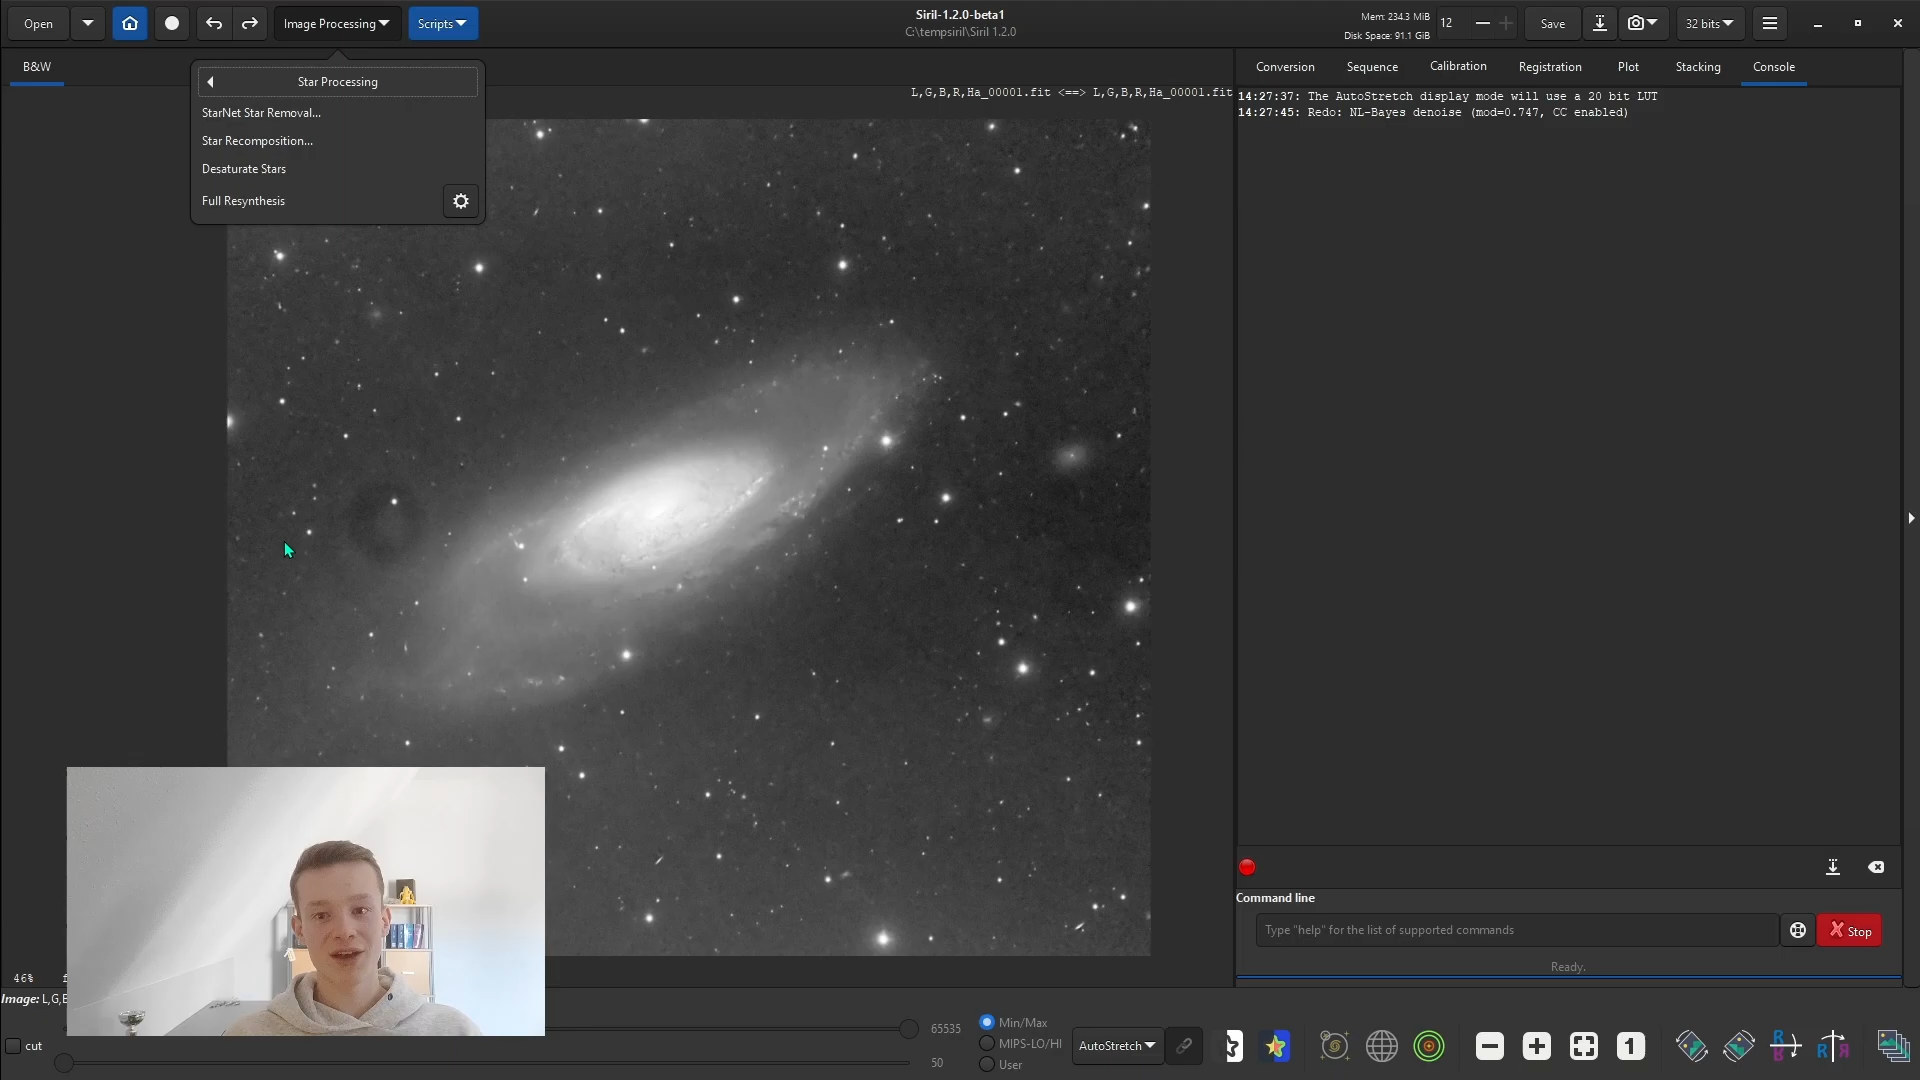 Open
Image Processing
Scripts
Siril-1.2.0-beta1
C:\tempsiril\Siril 1.2.0
Mem: 234.3 MiB
Disk Space: 91.1 GiB
12
Save
32 bits
B&W
Star Processing
StarNet Star Removal...
Star Recomposition...
Desaturate Stars
Full Resynthesis
L,G,B,R,Ha_00001.fit <==> L,G,B,R,Ha_00001.fit
Conversion
Sequence
Calibration
Registration
Plot
Stacking
Console
14:27:37: The AutoStretch display mode will use a 20 bit LUT
14:27:45: Redo: NL-Bayes denoise (mod=0.747, CC enabled)
Command line
Type "help" for the list of supported commands
Stop
Ready.
46%
Image: L,G,
cut
65535
50
Min/Max
MIPS-LO/HI
User
AutoStretch
1
R
R
R
R